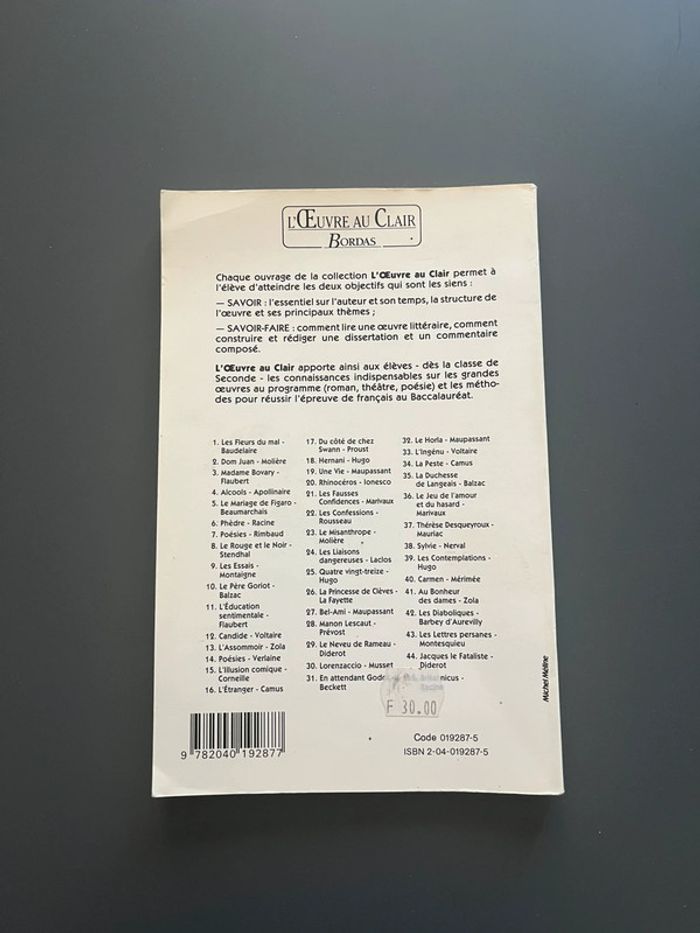 L'ŒUVRE AU CLAIR
BORDAS
Chaque ouvrage de la collection L'Œuvre au Clair permet à
l'élève d'atteindre les deux objectifs qui sont les siens :
— SAVOIR : l'essentiel sur l'auteur et son temps, la structure de
l'œuvre et ses principaux thèmes ;
— SAVOIR-FAIRE : comment lire une œuvre littéraire, comment
construire et rédiger une dissertation et un commentaire
composé.
L'Œuvre au Clair apporte ainsi aux élèves - dès la classe de
Seconde - les connaissances indispensables sur les grandes
œuvres au programme (roman, théâtre, poésie) et les métho-
des pour réussir l'épreuve de français au Baccalauréat.
1. Les Fleurs du mal -
Baudelaire
2. Dom Juan - Molière
3. Madame Bovary -
Flaubert
4. Alcools - Apollinaire
5. Le Mariage de Figaro -
Beaumarchais
6. Phèdre - Racine
7. Poésies - Rimbaud
8. Le Rouge et le Noir -
Stendhal
9. Les Essais -
Montaigne
10. Le Père Goriot -
Balzac
11. L'Éducation
sentimentale -
Flaubert
12. Candide - Voltaire
13. L'Assommoir - Zola
14. Poésies - Verlaine
15. L'Illusion comique -
Corneille
16. L'Étranger - Camus
17. Du côté de chez
Swann - Proust
18. Hernani - Hugo
19. Une Vie - Maupassant
20. Rhinocéros - Ionesco
21. Les Fausses
Confidences - Marivaux
22. Les Confessions -
Rousseau
23. Le Misanthrope -
Molière
24. Les Liaisons
dangereuses - Laclos
25. Quatre vingt-treize -
Hugo
26. La Princesse de Clèves -
La Fayette
27. Bel-Ami - Maupassant
28. Manon Lescaut -
Prévost
29. Le Neveu de Rameau -
Diderot
30. Lorenzaccio - Musset
31. En attendant God
Beckett
32. Le Horla - Maupassant
33. L'Ingénu - Voltaire
34. La Peste - Camus
35. La Duchesse
de Langeais - Balzac
36. Le Jeu de l'amour
et du hasard -
Marivaux
37. Thérèse Desqueyroux -
Mauriac
38. Sylvie - Nerval
39. Les Contemplations -
Hugo
40. Carmen - Mérimée
41. Au Bonheur
des dames - Zola
42. Les Diaboliques -
Barbey d'Aurevilly
43. Les Lettres persanes -
Montesquieu
44. Jacques le Fataliste -
Diderot
nicus -
Racine
F 30.00
Michel Méline
9 782040 192877
Code 019287-5
ISBN 2-04-019287-5